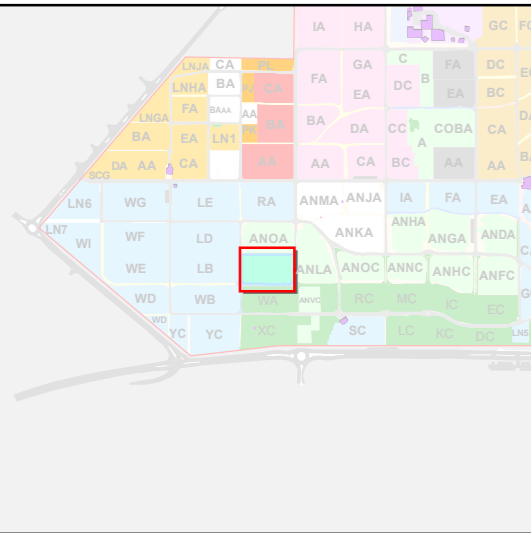 IA HA GC
LNJA CA PL C FA DC
LNHA BA CA FA GA DC B
EA EA BC
LNGA FA BAAA AA BA CC COBA
BA EA LN1 PK BA DA A CA
DA AA CA AA AA CA BC AA AA
SCG
LN6 WG LE RA ANMA ANJA IA FA EA
LN7 WF LD ANOA ANKA ANHA ANGA ANDA
WI
WE LB ANLA ANOC ANNC ANHC ANFC
WD WB WA ANVC RC MC IC EC
WD YC YC XC SC LC KC DC LN5